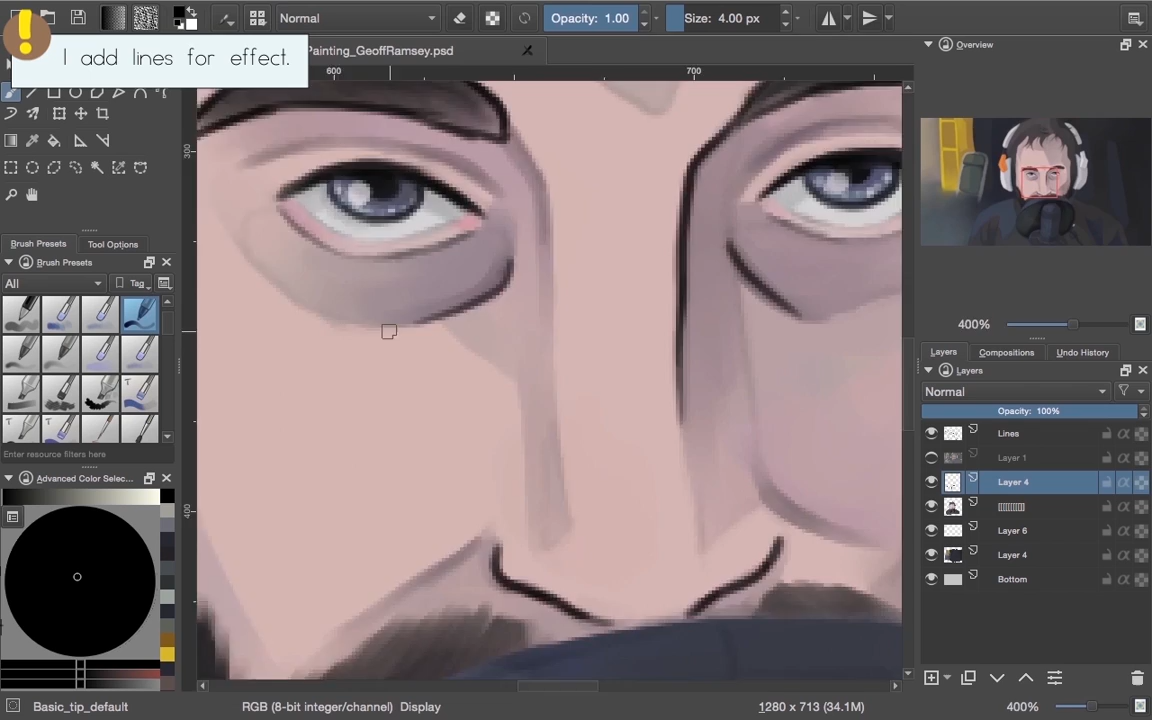 Normal
Opacity: 1.00
Size: 4.00 px
I add lines for effect.
Painting_GeoffRamsey.psd
600
700
300
400
Overview
400%
Brush Presets
Tool Options
Brush Presets
All
Tag
Enter resource filters here
Advanced Color Selec...
Layers
Compositions
Undo History
Layers
Normal
Opacity: 100%
Lines
Layer 1
Layer 4
[[[[[[[[[[]
Layer 6
Layer 4
Bottom
Basic_tip_default
RGB (8-bit integer/channel) Display
1280 x 713 (34.1M)
400%